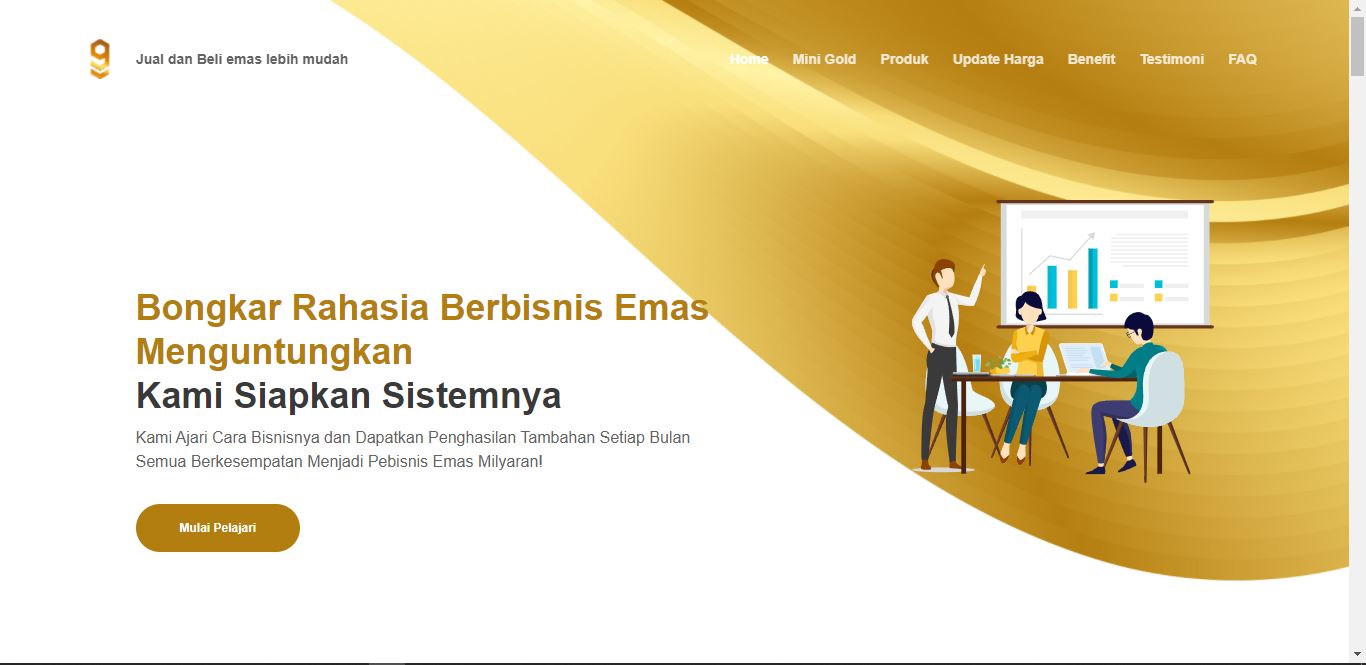 Jual dan Beli emas lebih mudah
Home Mini Gold Produk Update Harga Benefit Testimoni FAQ
Bongkar Rahasia Berbisnis Emas
Menguntungkan
Kami Siapkan Sistemnya
Kami Ajari Cara Bisnisnya dan Dapatkan Penghasilan Tambahan Setiap Bulan
Semua Berkesempatan Menjadi Pebisnis Emas Milyaran!
Mulai Pelajari